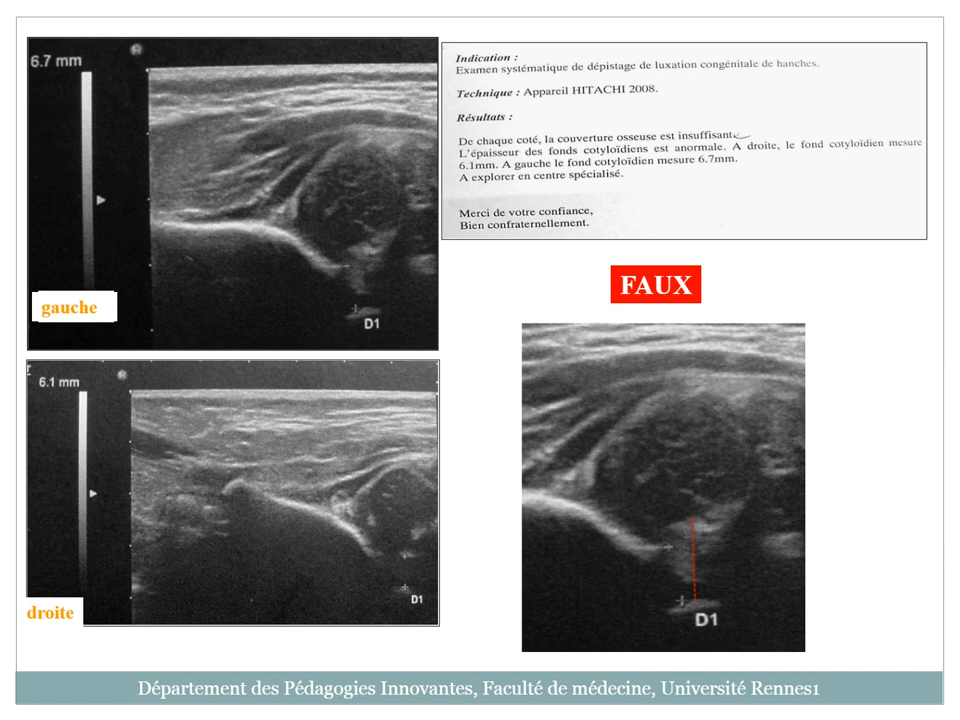 6.7 mm
gauche
D1
Indication :
Examen systématique de dépistage de luxation congénitale de hanches.
Technique : Appareil HITACHI 2008.
Résultats :
De chaque coté, la couverture osseuse est insuffisant
L'épaisseur des fonds cotyloïdiens est anormale. A droite, le fond cotyloïdien mesure
6.1mm. A gauche le fond cotyloïdien mesure 6.7mm.
A explorer en centre spécialisé.
Merci de votre confiance,
Bien confraternellement.
FAUX
6.1 mm
D1
droite
D1
Département des Pédagogies Innovantes, Faculté de médecine, Université Rennes1